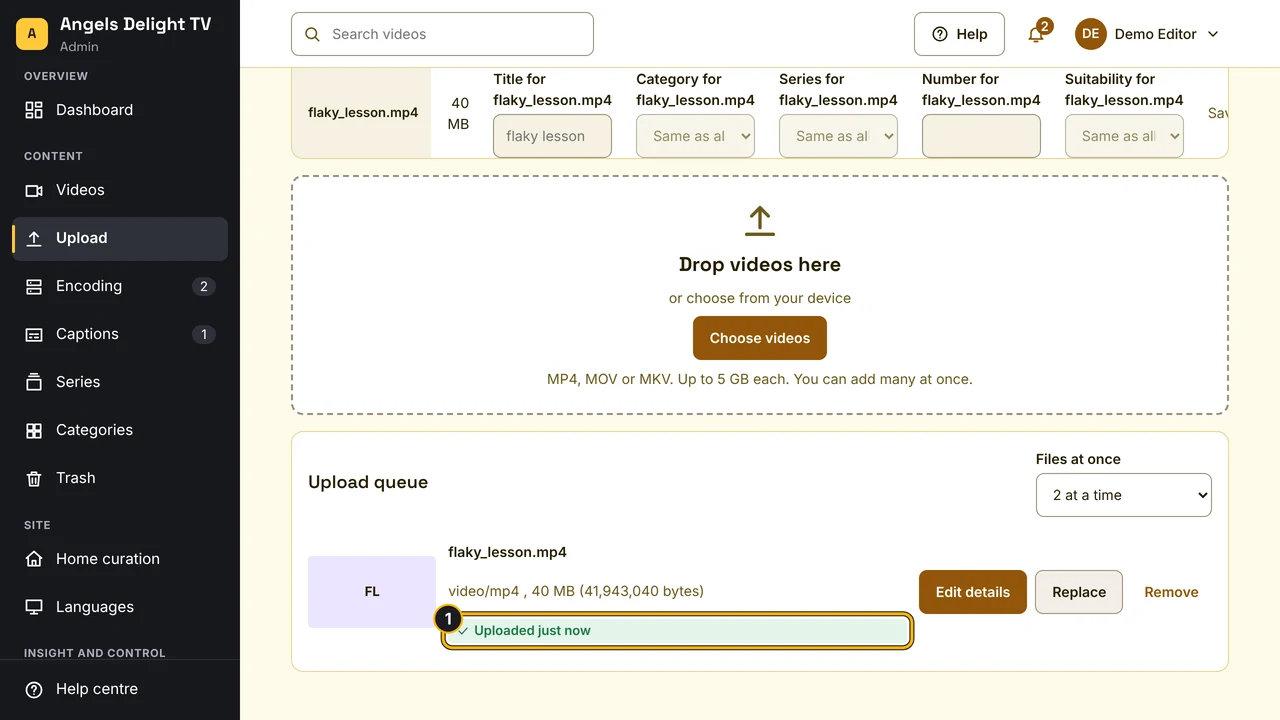 A
Angels Delight TV
Admin
OVERVIEW
Dashboard
CONTENT
Videos
Upload
Encoding 2
Captions 1
Series
Categories
Trash
SITE
Home curation
Languages
INSIGHT AND CONTROL
Help centre
Search videos
Help
2
DE
Demo Editor
flaky_lesson.mp4
40 MB
Title for flaky_lesson.mp4
flaky lesson
Category for flaky_lesson.mp4
Same as al
Series for flaky_lesson.mp4
Same as al
Number for flaky_lesson.mp4
Suitability for flaky_lesson.mp4
Same as all
Drop videos here
or choose from your device
Choose videos
MP4, MOV or MKV. Up to 5 GB each. You can add many at once.
Upload queue
Files at once
2 at a time
FL
flaky_lesson.mp4
video/mp4 , 40 MB (41,943,040 bytes)
1
✓ Uploaded just now
Edit details
Replace
Remove